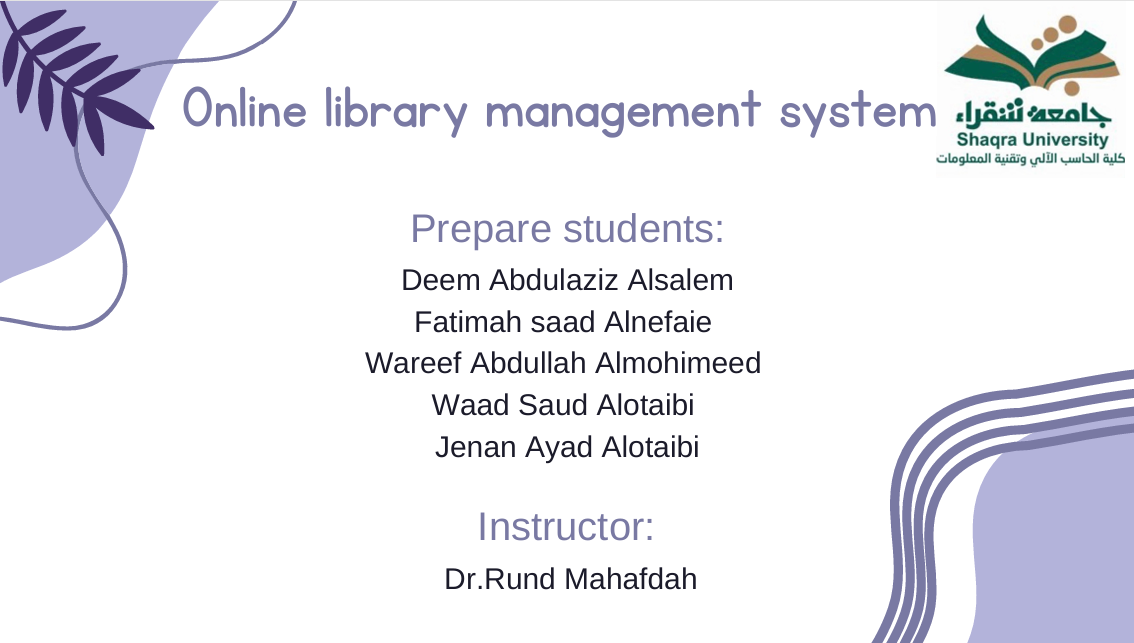 Online library management system
جامعة شقراء
Shaqra University
كلية الحاسب الآلي وتقنية المعلومات
Prepare students:
Deem Abdulaziz Alsalem
Fatimah saad Alnefaie
Wareef Abdullah Almohimeed
Waad Saud Alotaibi
Jenan Ayad Alotaibi
Instructor:
Dr.Rund Mahafdah